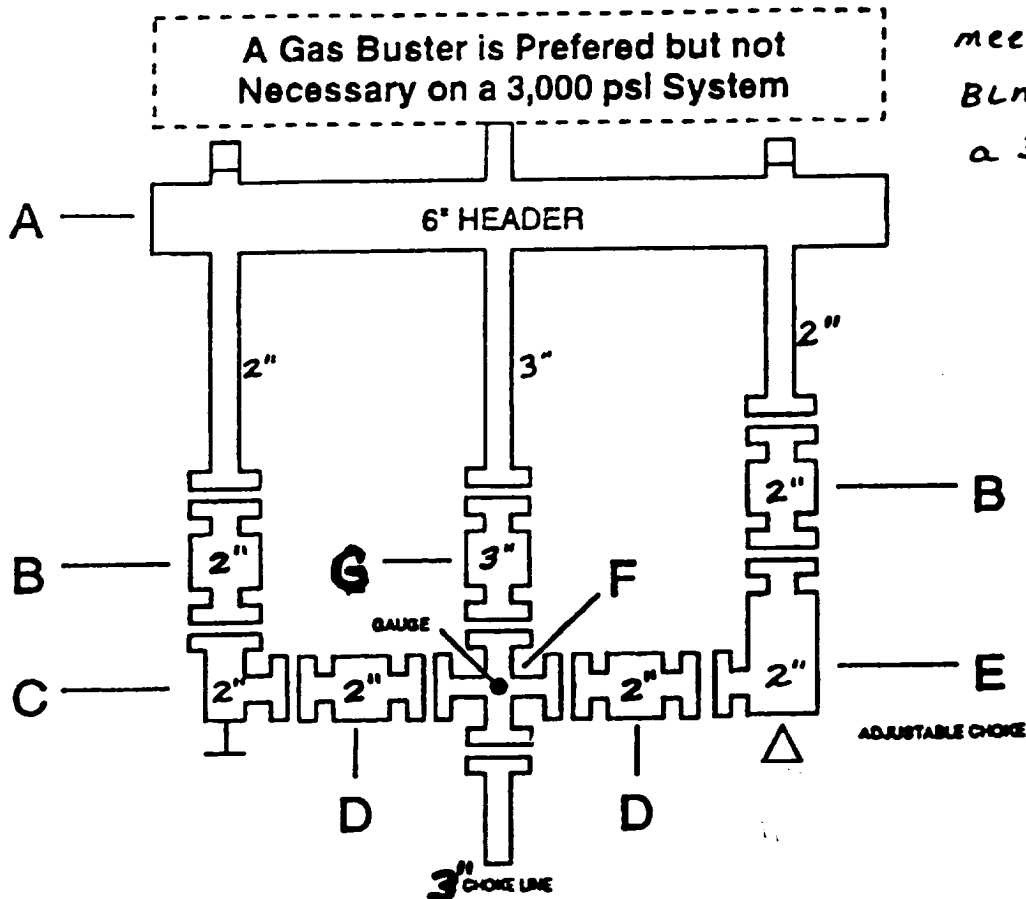 A Gas Buster is Prefered but not
Necessary on a 3,000 psi System
mee
BLM
a 3
A
6" HEADER
2"
3"
2"
B
2"
G
3"
F
2"
B
GAUGE
C
2"
2"
2"
2"
E
ADJUSTABLE CHOKE
D
D
3" CHOKE LINE